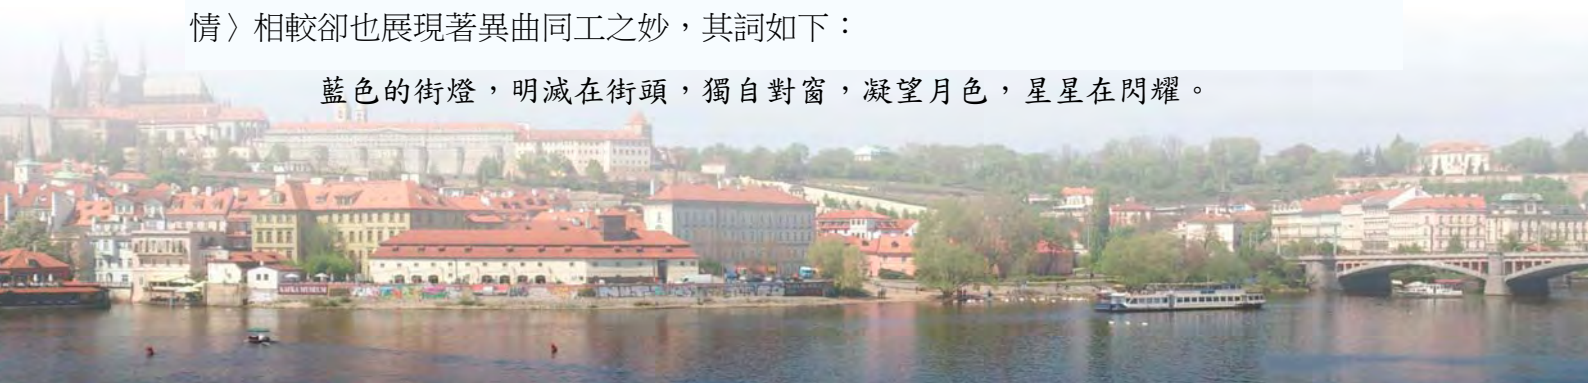 情〉相較卻也展現著異曲同工之妙，其詞如下：
藍色的街燈，明滅在街頭，獨自對窗，凝望月色，星星在閃耀。
KAFKA MUSEUM